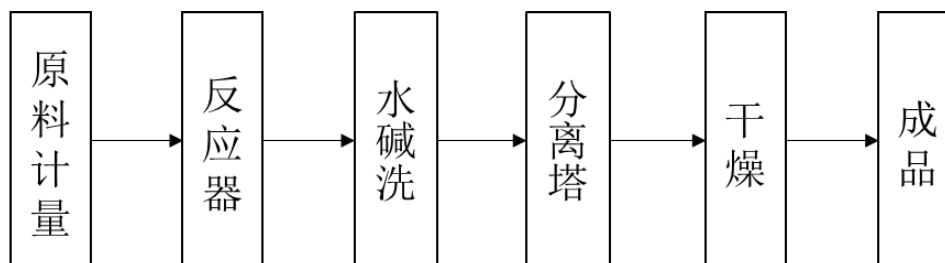 原料计量
反应器
水碱洗
分离塔
干燥
成品